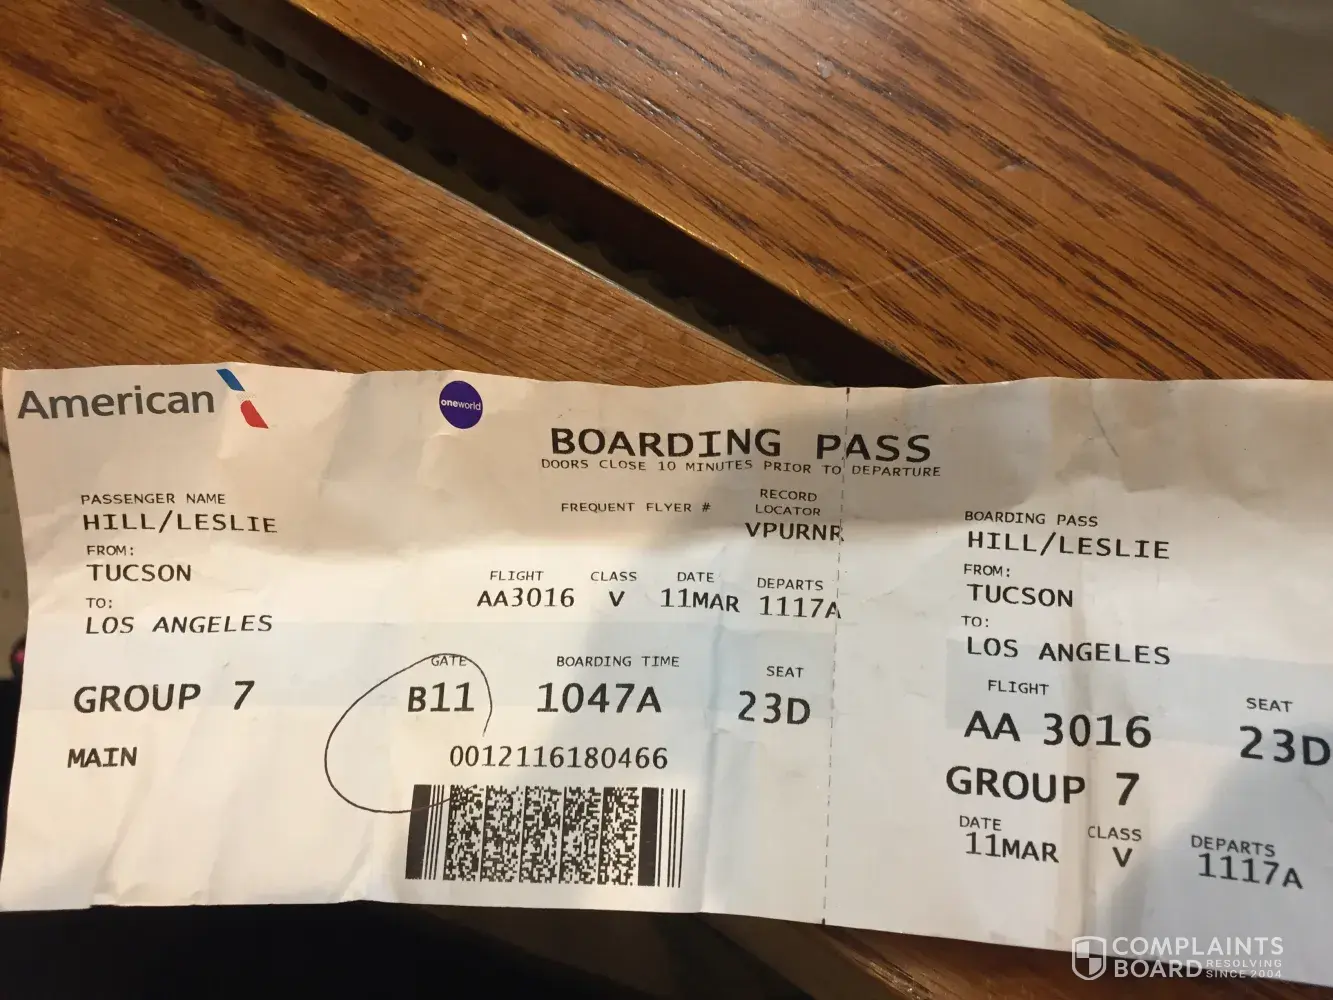 American
oneworld
BOARDING PASS
DOORS CLOSE 10 MINUTES PRIOR TO DEPARTURE
PASSENGER NAME
HILL/LESLIE
FROM:
TUCSON
TO:
LOS ANGELES
FREQUENT FLYER #
RECORD
LOCATOR
VPURNR
FLIGHT CLASS DATE DEPARTS
AA3016 V 11MAR 1117A
GATE BOARDING TIME SEAT
GROUP 7 B11 1047A 23D
MAIN
0012116180466
BOARDING PASS
HILL/LESLIE
FROM:
TUCSON
TO:
LOS ANGELES
FLIGHT SEAT
AA 3016 23D
GROUP 7
DATE CLASS DEPARTS
11MAR V 1117A
COMPLAINTS
BOARD RESOLVING
SINCE 2004